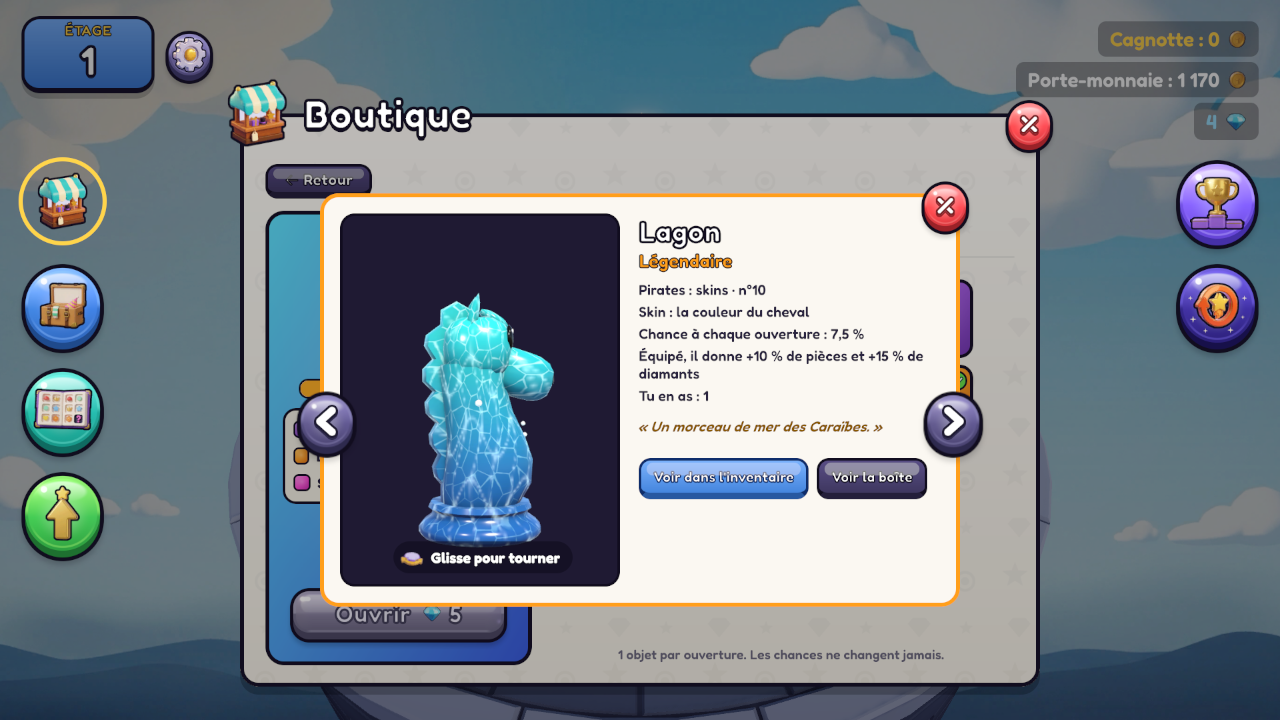 ÉTAGE
1
Cagnotte : 0
Porte-monnaie : 1 170
4
Boutique
← Retour
Lagon
Légendaire
Pirates : skins · n°10
Skin : la couleur du cheval
Chance à chaque ouverture : 7,5 %
Équipé, il donne +10 % de pièces et +15 % de
diamants
Tu en as : 1
« Un morceau de mer des Caraïbes. »
Voir dans l'inventaire
Voir la boîte
Glisse pour tourner
Ouvrir 5
1 objet par ouverture. Les chances ne changent jamais.